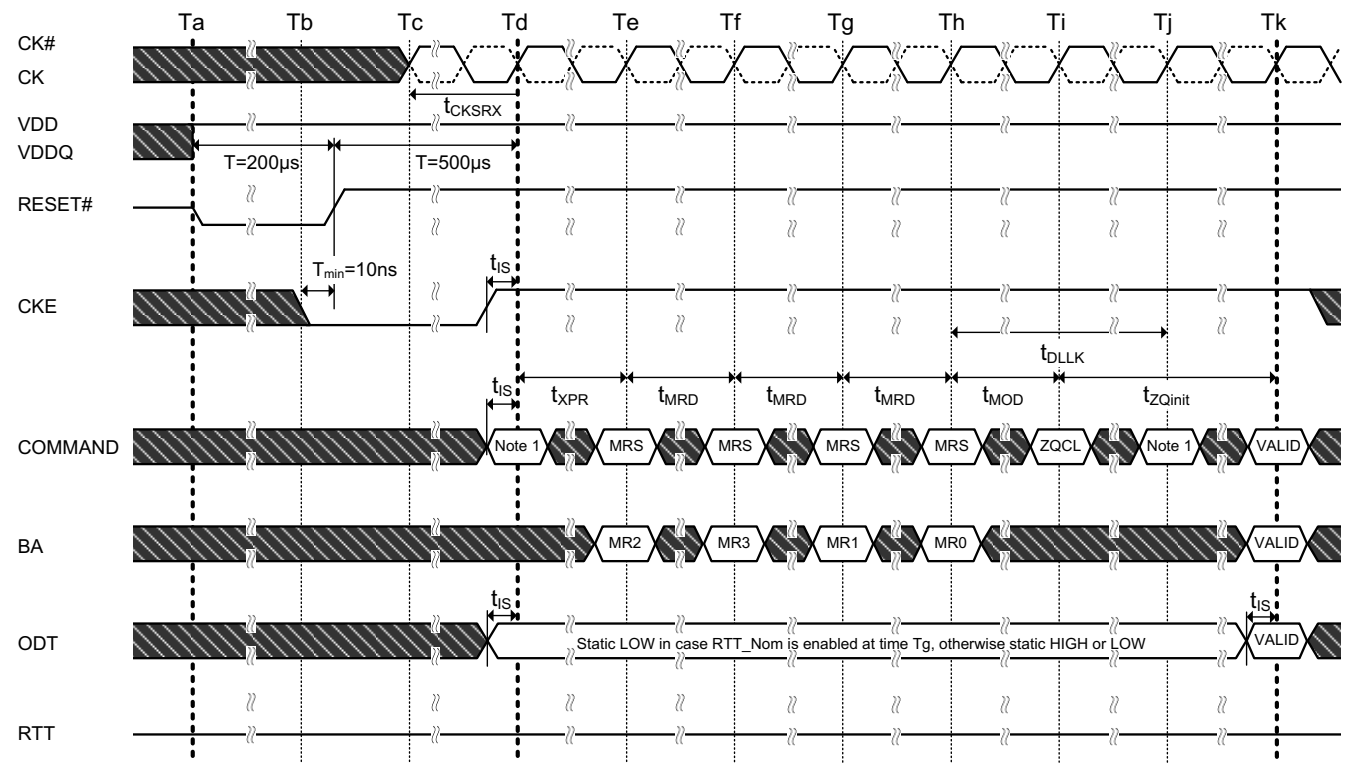 Ta Tb Tc Td Te Tf Tg Th Ti Tj Tk
CK#
CK
tCKSRX
VDD
VDDQ
T=200µs T=500µs
RESET#
Tmin=10ns tIS
CKE
tDLLK
tIS tXPR tMRD tMRD tMRD tMOD tZQinit
COMMAND Note 1 MRS MRS MRS MRS ZQCL Note 1 VALID
BA MR2 MR3 MR1 MR0 VALID
tIS tIS
ODT Static LOW in case RTT_Nom is enabled at time Tg, otherwise static HIGH or LOW VALID
RTT